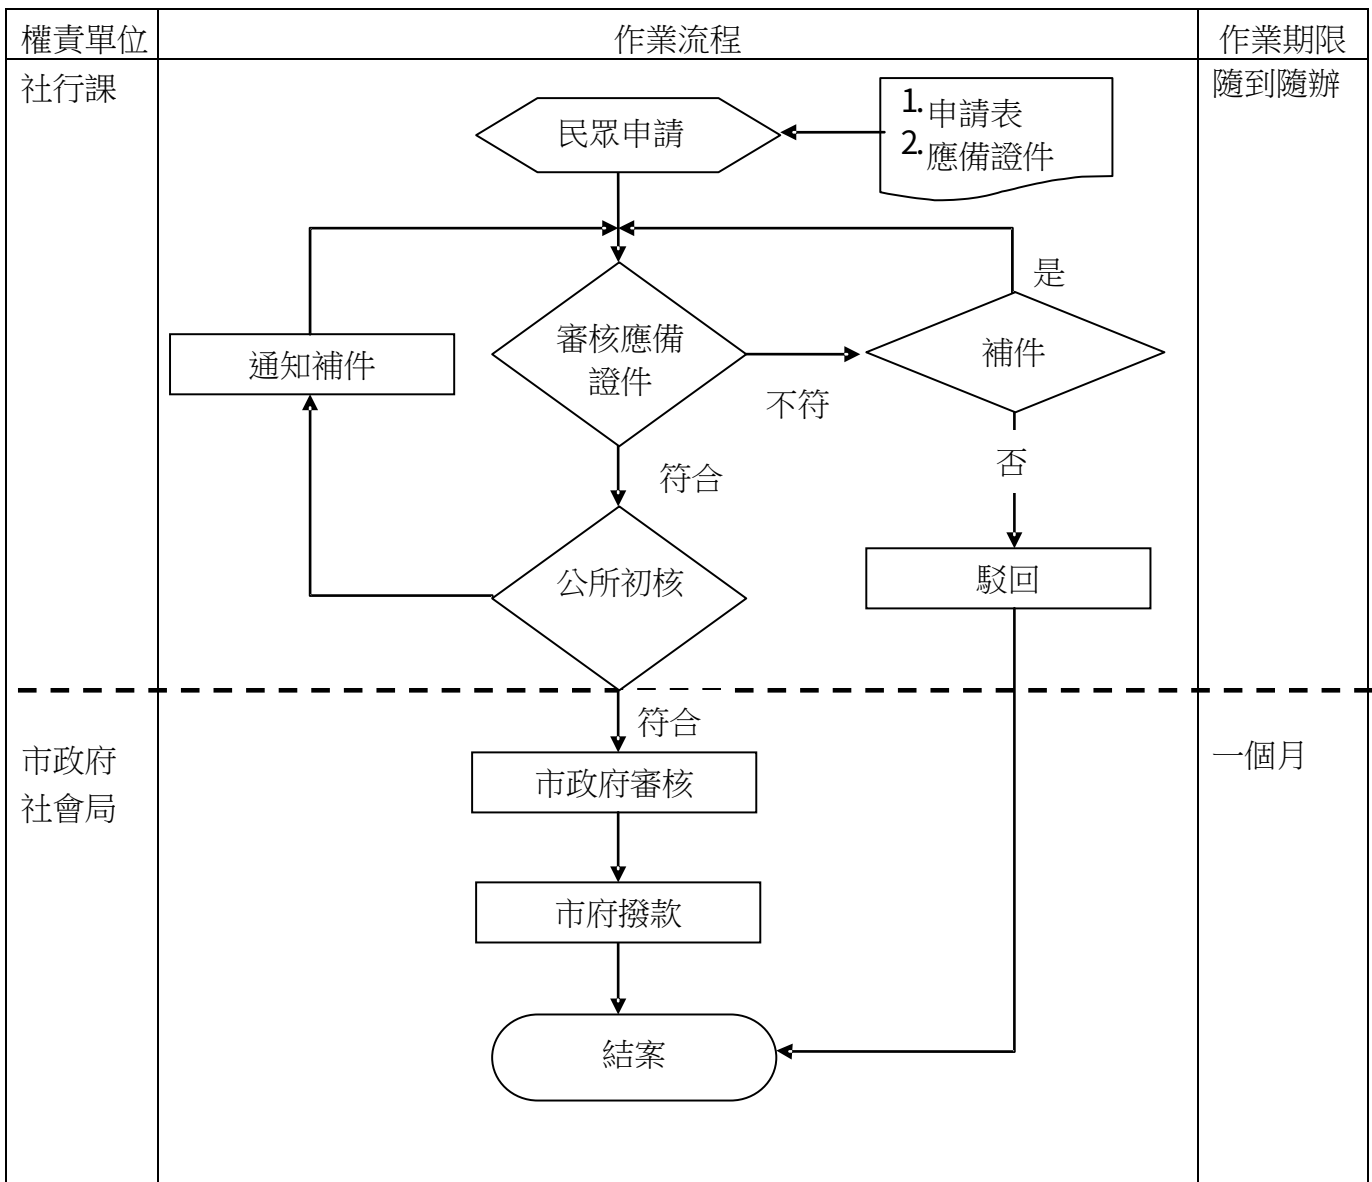 權責單位
作業流程
作業期限
社行課
隨到隨辦
民眾申請
1.申請表
2.應備證件
是
審核應備
證件
補件
通知補件
不符
否
符合
公所初核
駁回
符合
市政府
社會局
一個月
市政府審核
市府撥款
結案